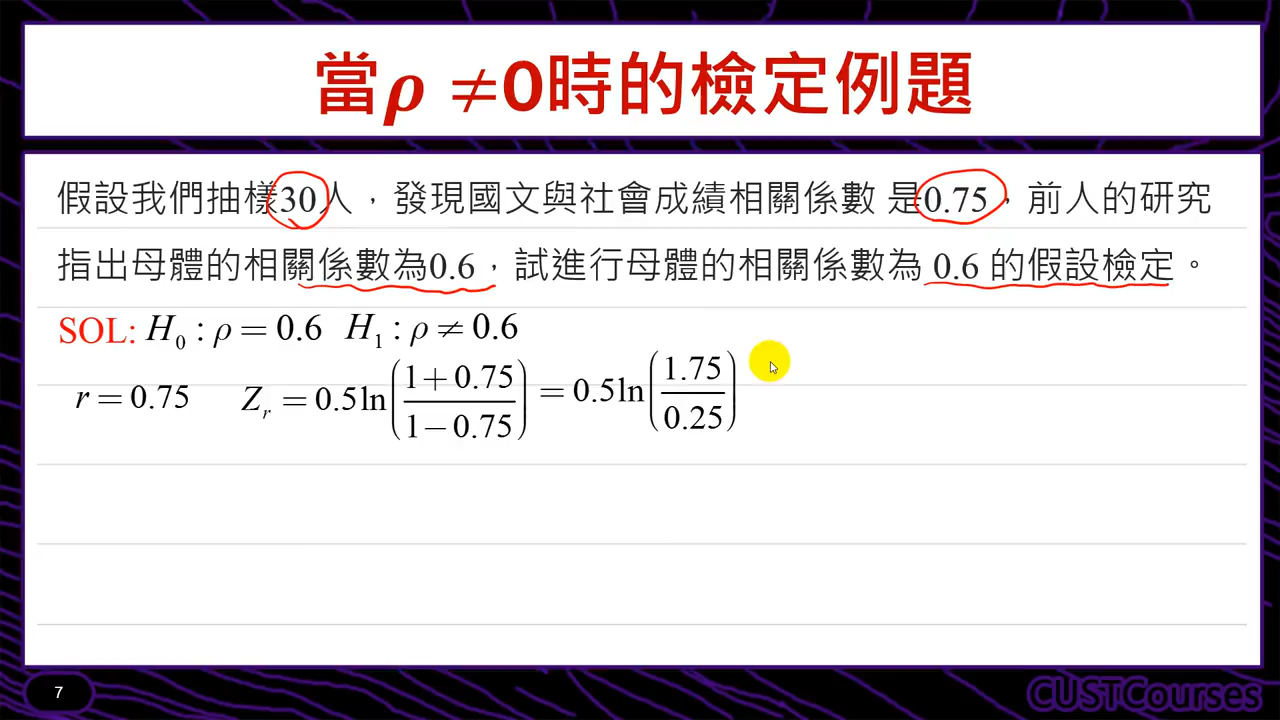 當ρ ≠0時的檢定例題
假設我們抽樣30人，發現國文與社會成績相關係數 是0.75，前人的研究
指出母體的相關係數為0.6，試進行母體的相關係數為 0.6 的假設檢定。
SOL: H₀ : ρ = 0.6 H₁ : ρ ≠ 0.6
r = 0.75 Zᵣ = 0.5 ln((1 + 0.75)/(1 − 0.75)) = 0.5 ln(1.75/0.25)
7
CUSTCourses